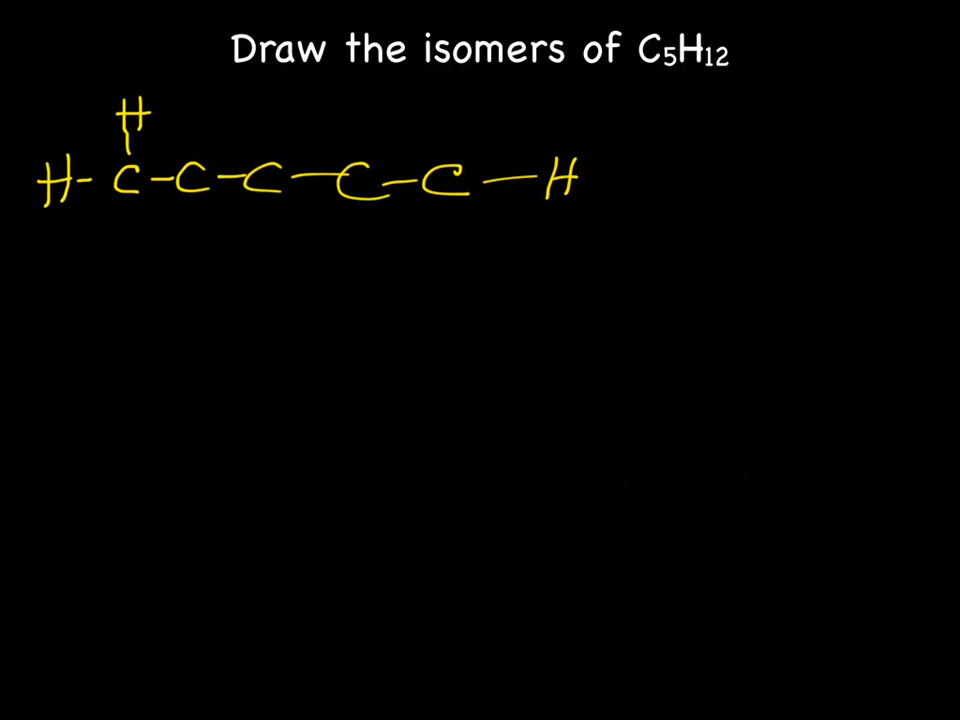 Draw the isomers of C₅H₁₂
H
H - C - C - C - C - C - H